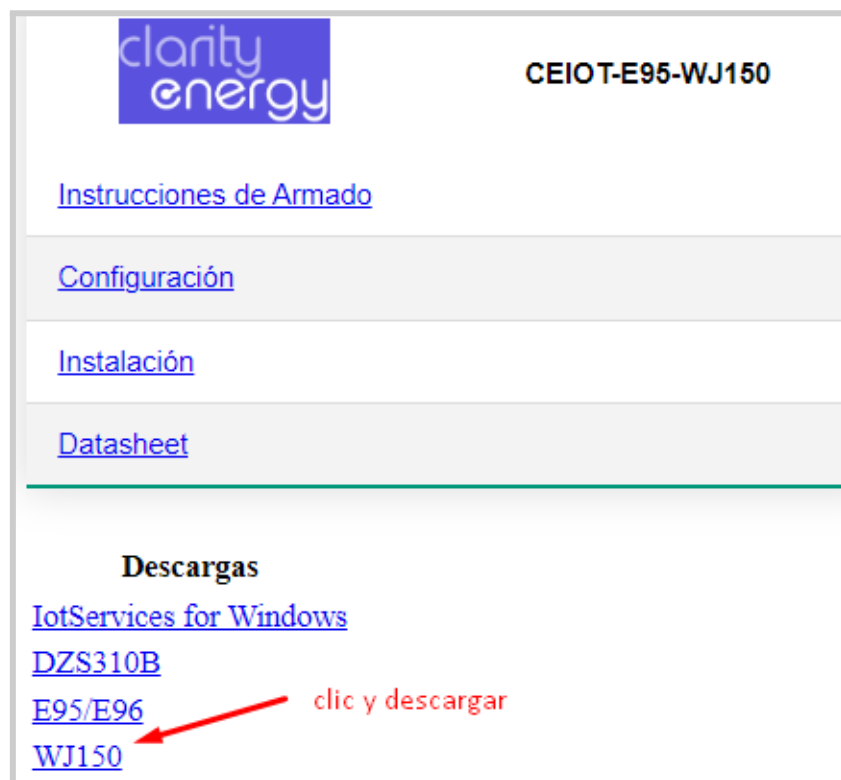 clarity
energy
CEIOT-E95-WJ150
Instrucciones de Armado
Configuración
Instalación
Datasheet
Descargas
IotServices for Windows
DZS310B
E95/E96
clic y descargar
WJ150